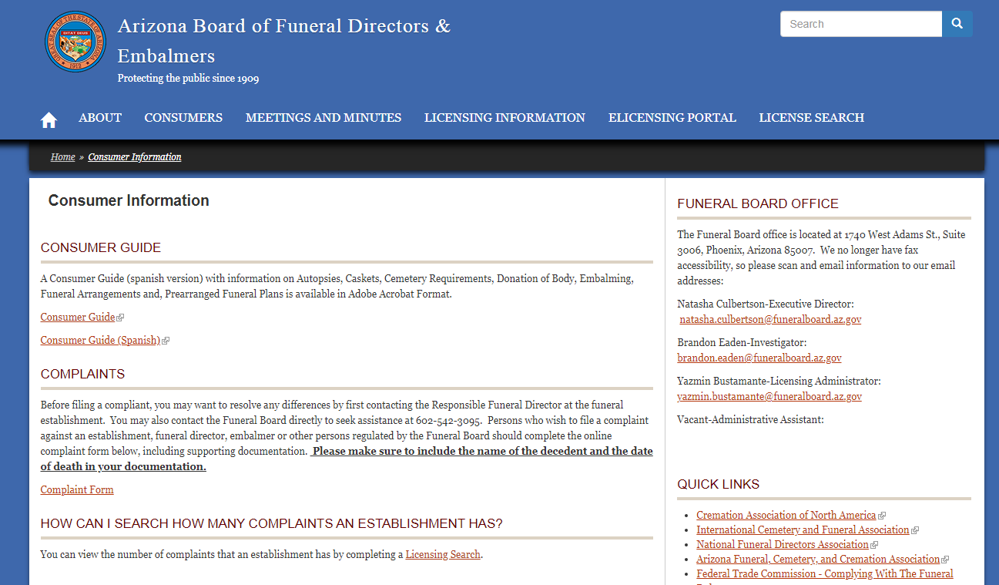 Arizona Board of Funeral Directors &
Embalmers
Protecting the public since 1909
Search
GREAT SEAL OF THE STATE OF ARIZONA
DITAT DEUS
1912
ABOUT
CONSUMERS
MEETINGS AND MINUTES
LICENSING INFORMATION
ELICENSING PORTAL
LICENSE SEARCH
Home » Consumer Information
Consumer Information
CONSUMER GUIDE
A Consumer Guide (spanish version) with information on Autopsies, Caskets, Cemetery Requirements, Donation of Body, Embalming,
Funeral Arrangements and, Prearranged Funeral Plans is available in Adobe Acrobat Format.
Consumer Guide
Consumer Guide (Spanish)
COMPLAINTS
Before filing a compliant, you may want to resolve any differences by first contacting the Responsible Funeral Director at the funeral
establishment. You may also contact the Funeral Board directly to seek assistance at 602-542-3095. Persons who wish to file a complaint
against an establishment, funeral director, embalmer or other persons regulated by the Funeral Board should complete the online
complaint form below, including supporting documentation. Please make sure to include the name of the decedent and the date
of death in your documentation.
Complaint Form
HOW CAN I SEARCH HOW MANY COMPLAINTS AN ESTABLISHMENT HAS?
You can view the number of complaints that an establishment has by completing a Licensing Search.
FUNERAL BOARD OFFICE
The Funeral Board office is located at 1740 West Adams St., Suite
3006, Phoenix, Arizona 85007. We no longer have fax
accessibility, so please scan and email information to our email
addresses:
Natasha Culbertson-Executive Director:
natasha.culbertson@funeralboard.az.gov
Brandon Eaden-Investigator:
brandon.eaden@funeralboard.az.gov
Yazmin Bustamante-Licensing Administrator:
yazmin.bustamante@funeralboard.az.gov
Vacant-Administrative Assistant:
QUICK LINKS
• Cremation Association of North America
• International Cemetery and Funeral Association
• National Funeral Directors Association
• Arizona Funeral, Cemetery, and Cremation Association
• Federal Trade Commission - Complying With The Funeral